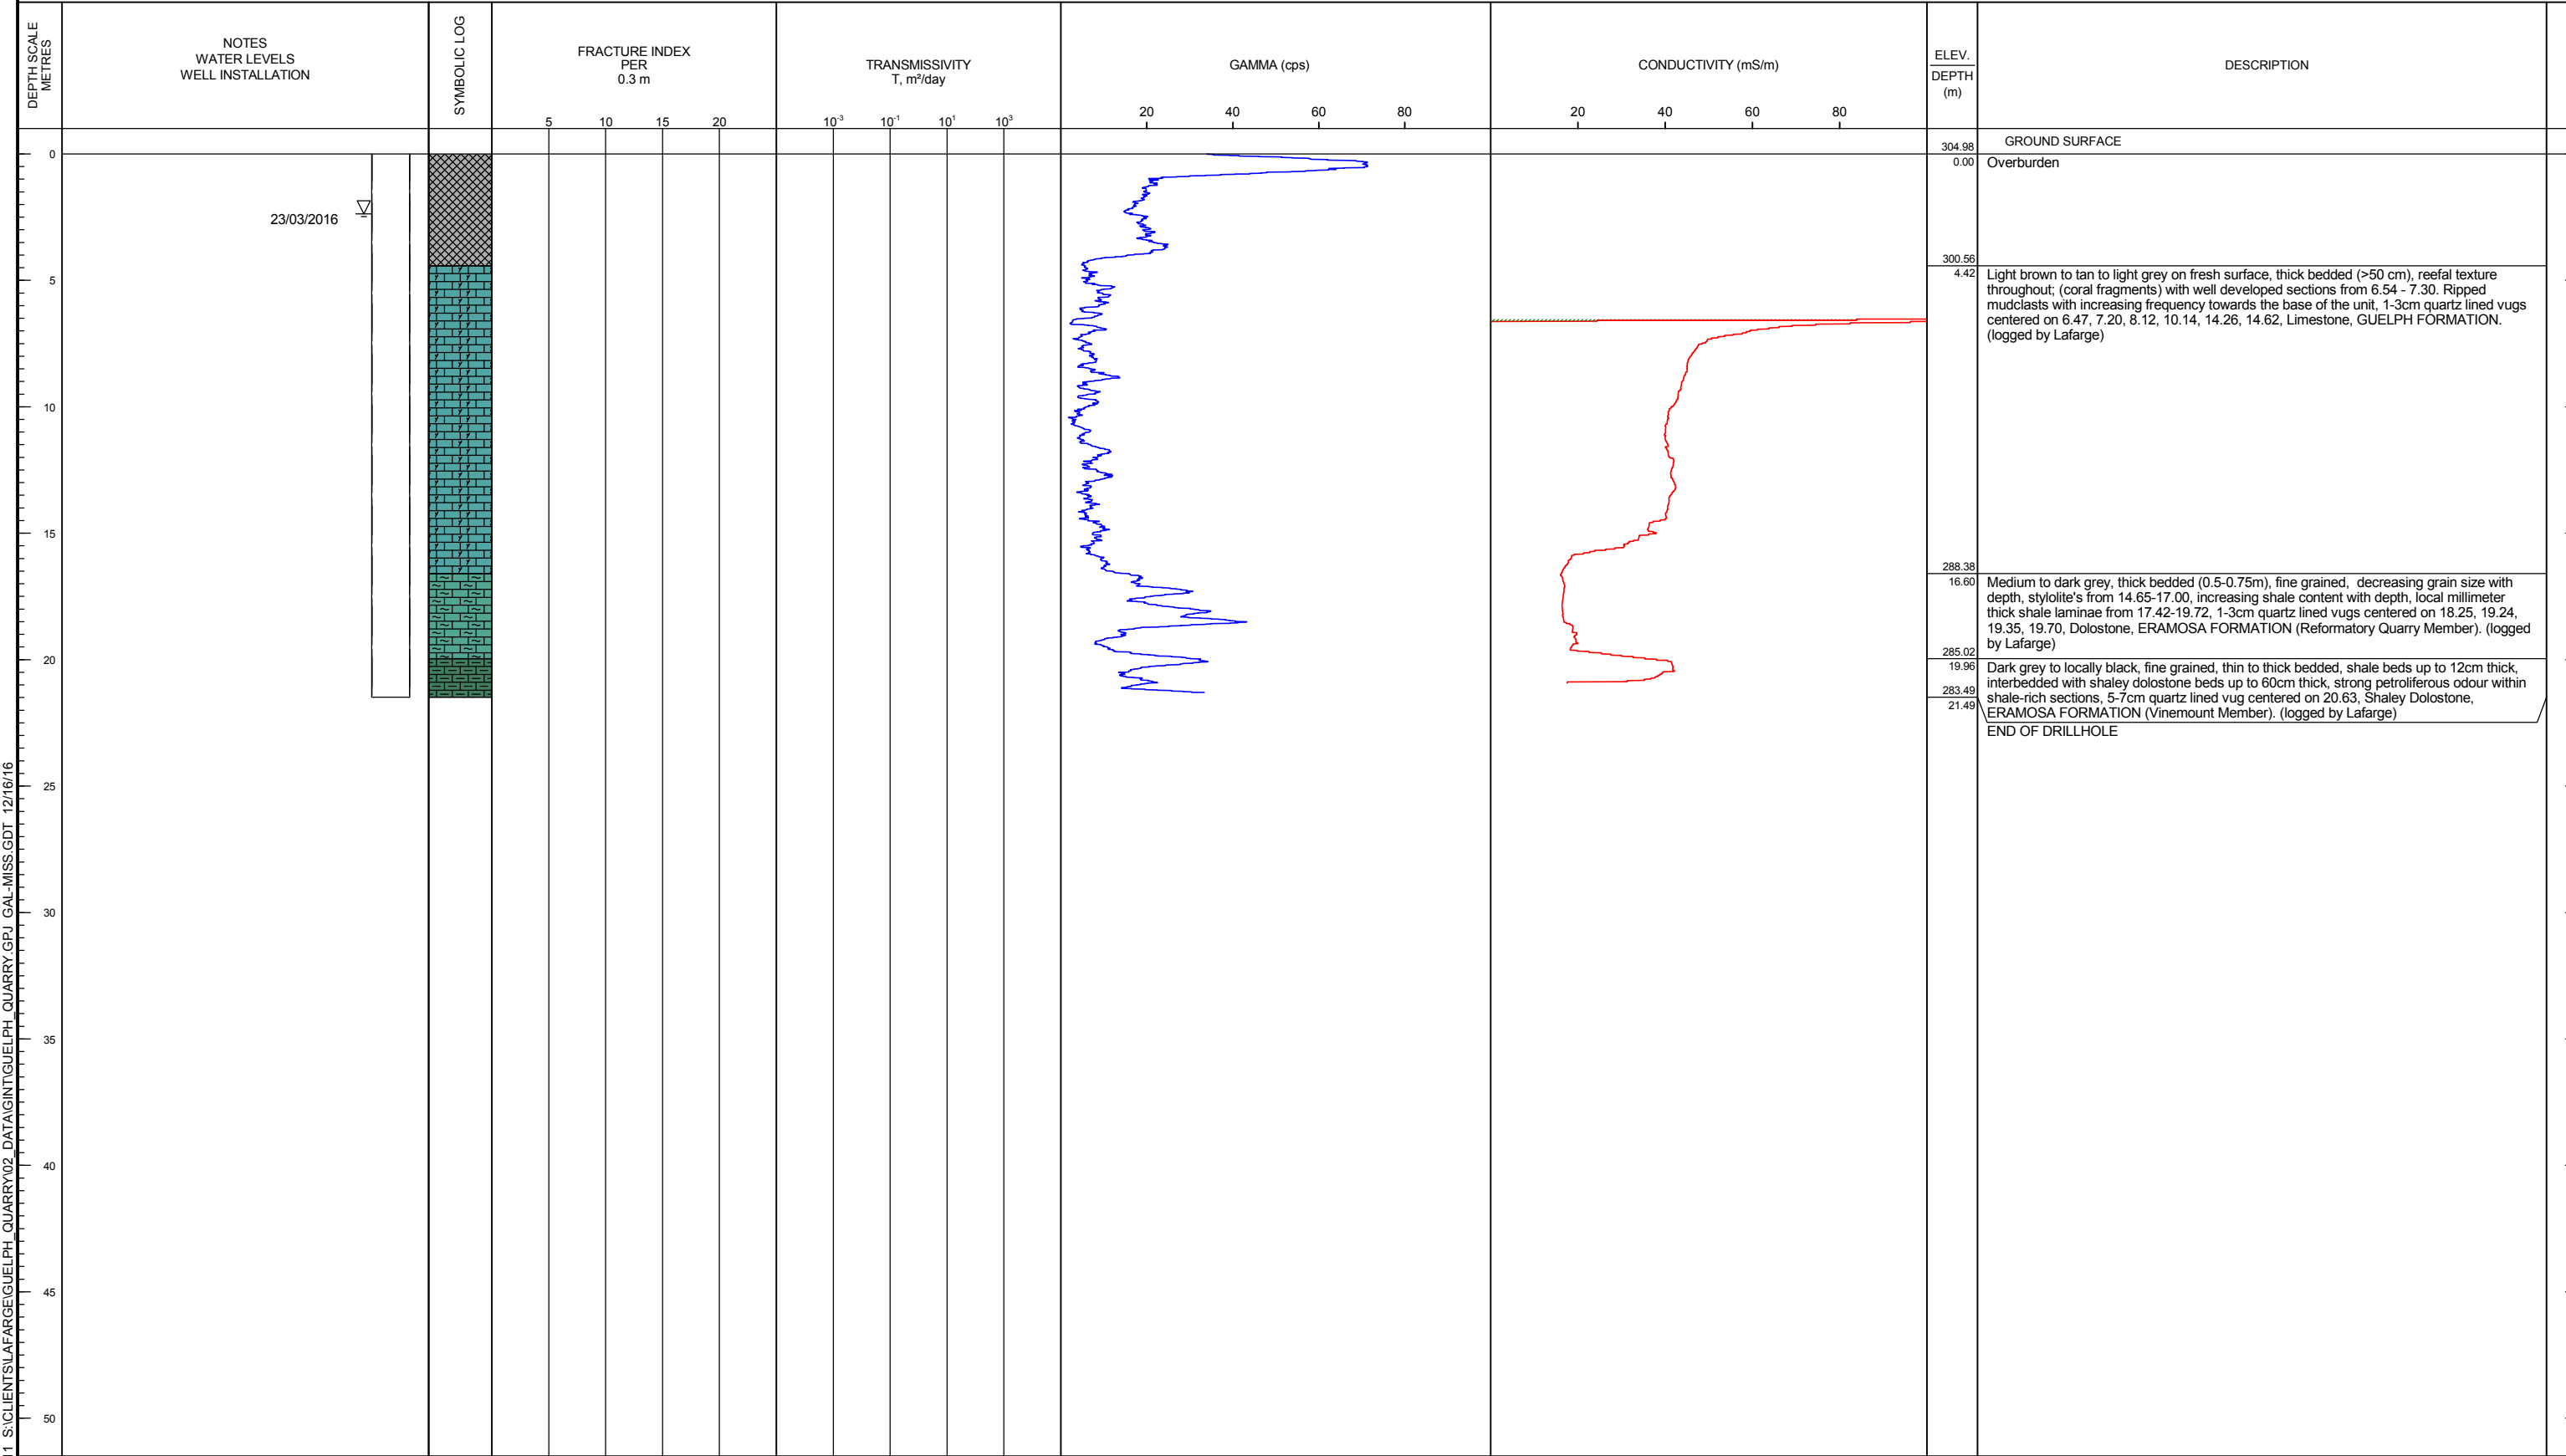 DEPTH SCALE
METRES
NOTES
WATER LEVELS
WELL INSTALLATION
SYMBOLIC LOG
FRACTURE INDEX
PER
0.3 m
5 10 15 20
TRANSMISSIVITY
T, m²/day
10⁻³ 10⁻¹ 10¹ 10³
GAMMA (cps)
20 40 60 80
CONDUCTIVITY (mS/m)
20 40 60 80
ELEV.
DEPTH
(m)
DESCRIPTION
GROUND SURFACE
304.98
0.00
Overburden
23/03/2016
300.56
4.42
Light brown to tan to light grey on fresh surface, thick bedded (>50 cm), reefal texture
throughout; (coral fragments) with well developed sections from 6.54 - 7.30. Ripped
mudclasts with increasing frequency towards the base of the unit, 1-3cm quartz lined vugs
centered on 6.47, 7.20, 8.12, 10.14, 14.26, 14.62, Limestone, GUELPH FORMATION.
(logged by Lafarge)
288.38
16.60
Medium to dark grey, thick bedded (0.5-0.75m), fine grained, decreasing grain size with
depth, stylolite's from 14.65-17.00, increasing shale content with depth, local millimeter
thick shale laminae from 17.42-19.72, 1-3cm quartz lined vugs centered on 18.25, 19.24,
19.35, 19.70, Dolostone, ERAMOSA FORMATION (Reformatory Quarry Member). (logged
by Lafarge)
285.02
19.96
Dark grey to locally black, fine grained, thin to thick bedded, shale beds up to 12cm thick,
interbedded with shaley dolostone beds up to 60cm thick, strong petroliferous odour within
shale-rich sections, 5-7cm quartz lined vug centered on 20.63, Shaley Dolostone,
ERAMOSA FORMATION (Vinemount Member). (logged by Lafarge)
283.49
21.49
END OF DRILLHOLE
0
5
10
15
20
25
30
35
40
45
50
S:\CLIENTS\LAFARGE\GUELPH_QUARRY\02_DATA\GINT\GUELPH_QUARRY.GPJ GAL-MISS.GDT 12/16/16